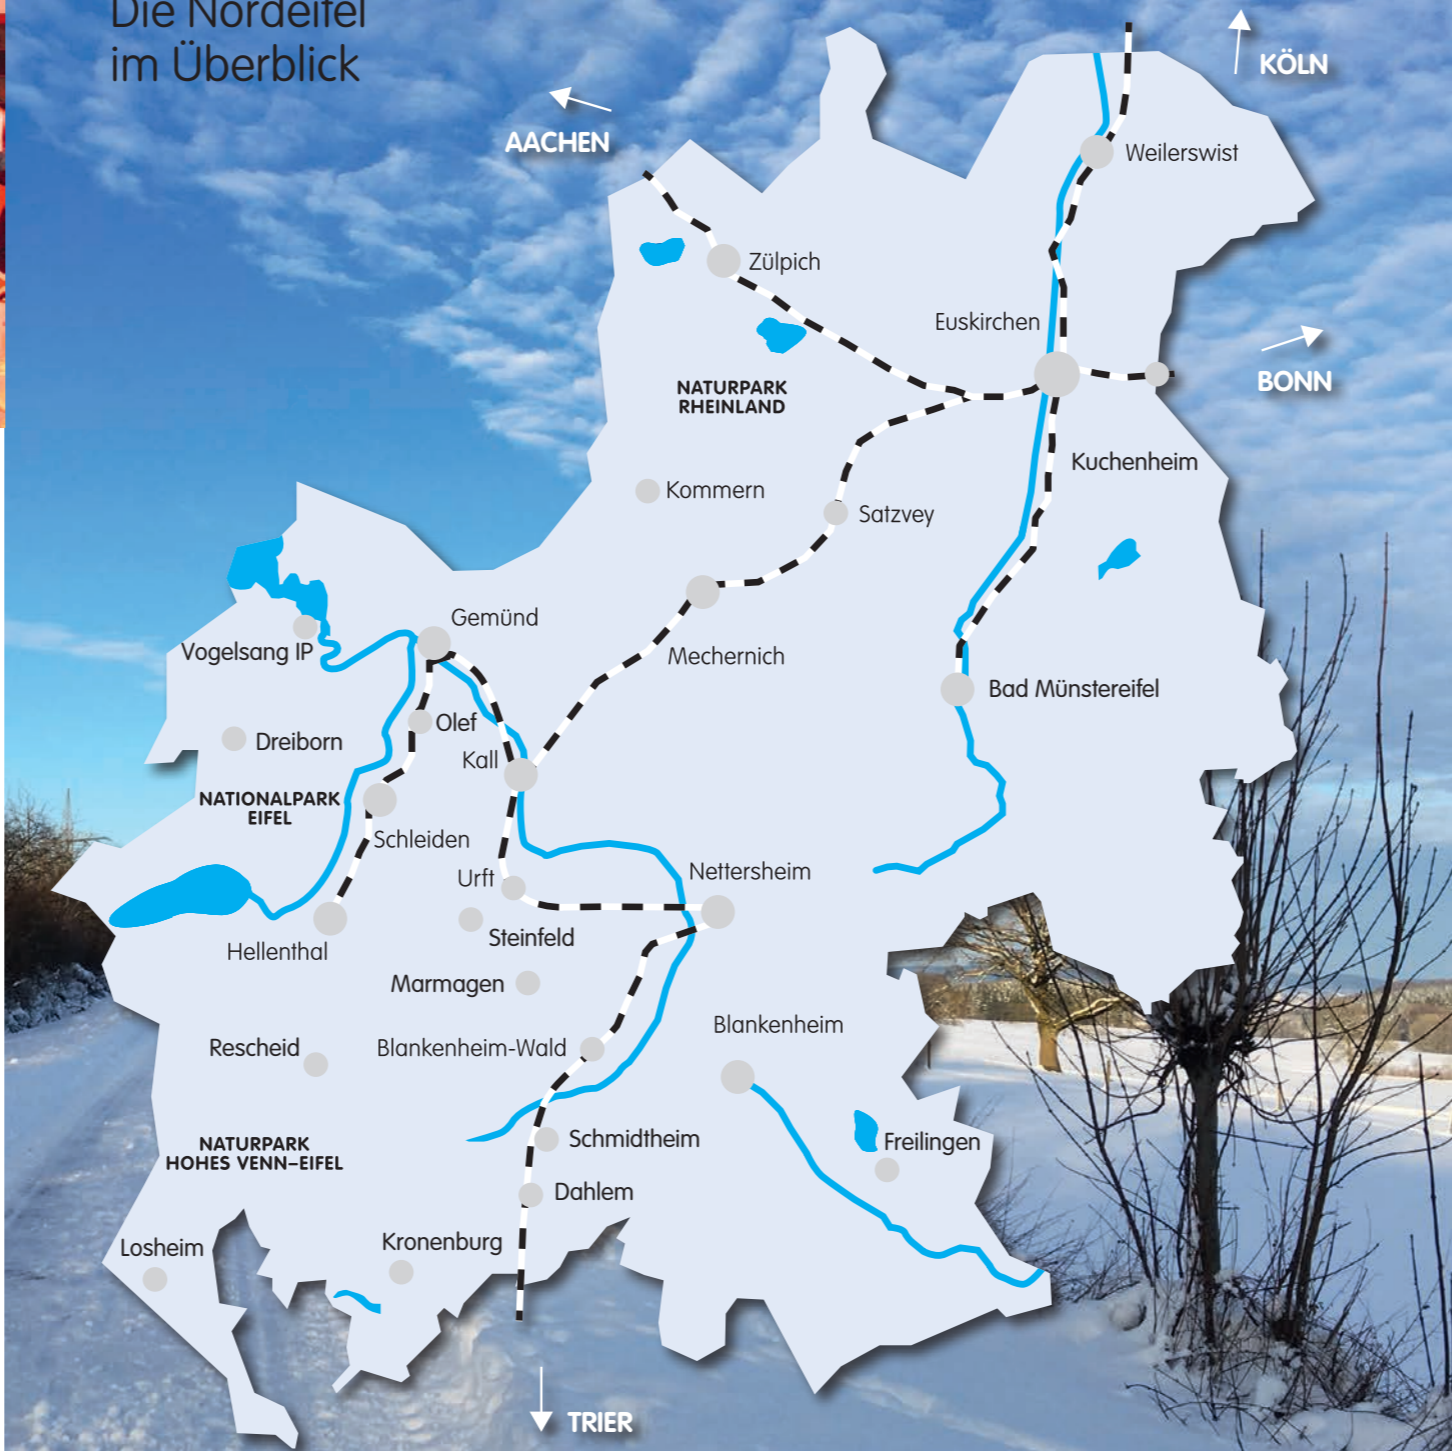 Die Nordeifel
im Überblick
KÖLN
AACHEN
Weilerswist
Zülpich
Euskirchen
BONN
NATURPARK
RHEINLAND
Kuchenheim
Kommern
Satzvey
Gemünd
Vogelsang IP
Mechernich
Bad Münstereifel
Olef
Dreiborn
Kall
NATIONALPARK
EIFEL
Schleiden
Nettersheim
Urft
Steinfeld
Hellenthal
Marmagen
Blankenheim
Rescheid
Blankenheim-Wald
Schmidtheim
Freilingen
NATURPARK
HOHES VENN–EIFEL
Dahlem
Kronenburg
Losheim
TRIER